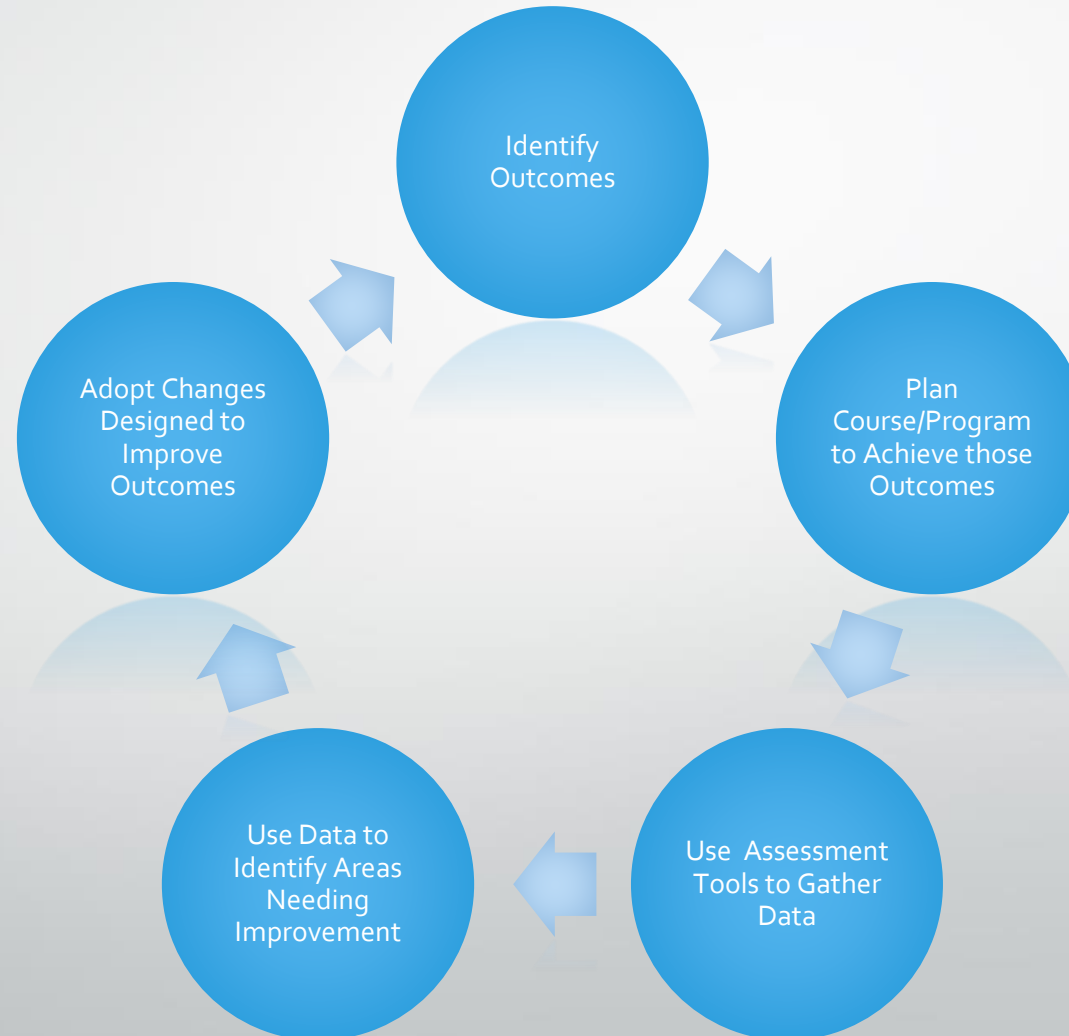 Identify
Outcomes
Plan
Course/Program
to Achieve those
Outcomes
Use  Assessment
Tools to Gather
Data
Use Data to
Identify Areas
Needing
Improvement
Adopt Changes
Designed to
Improve
Outcomes